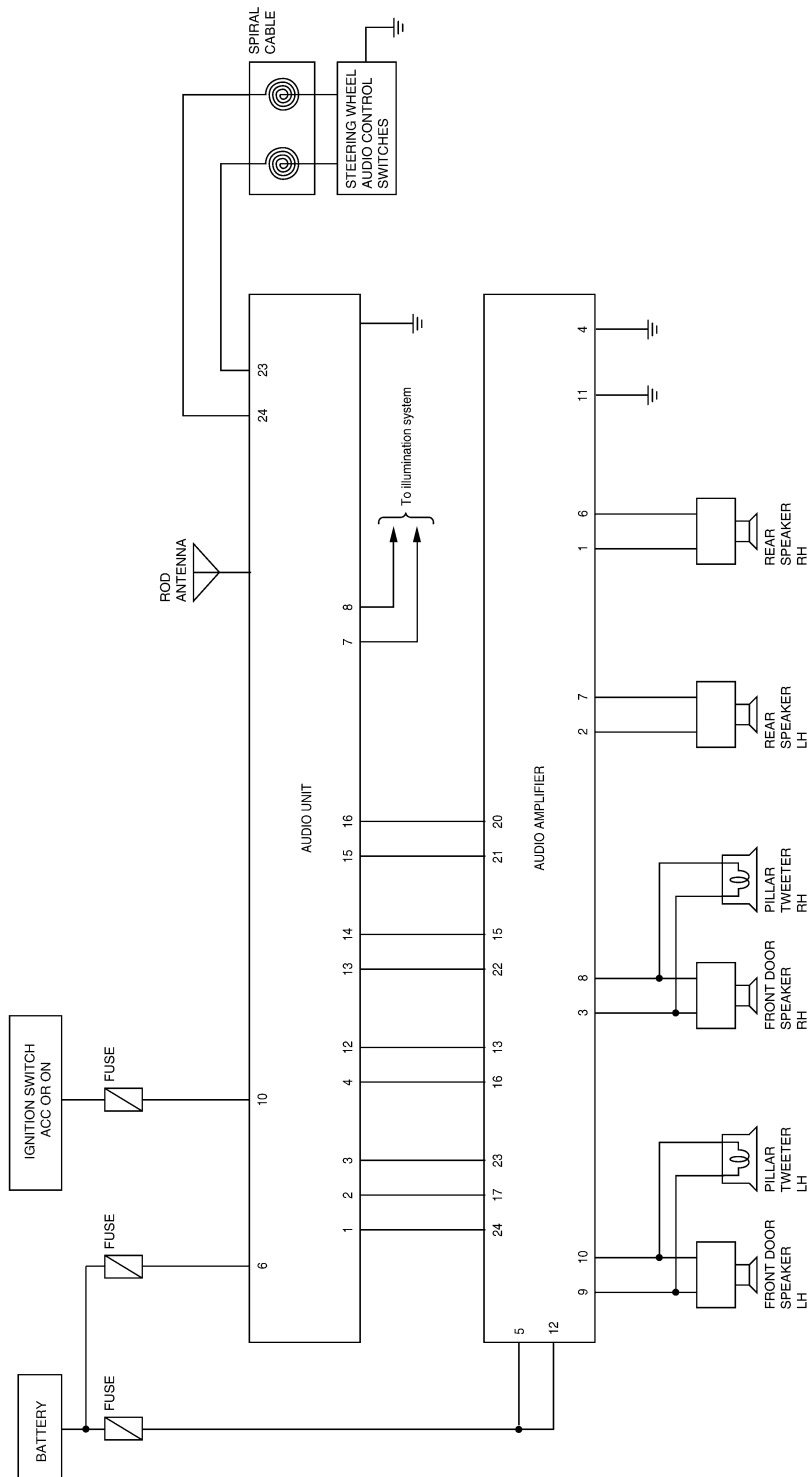 BATTERY
IGNITION SWITCH
ACC OR ON
FUSE
FUSE
FUSE
ROD
ANTENNA
SPIRAL
CABLE
STEERING WHEEL
AUDIO CONTROL
SWITCHES
6
10
24
23
AUDIO UNIT
1
2
3
4
12
13
14
15
16
7
8
To illumination system
24
17
23
16
13
22
15
21
20
AUDIO AMPLIFIER
5
12
9
10
3
8
2
7
1
6
11
4
FRONT DOOR
SPEAKER
LH
PILLAR
TWEETER
LH
FRONT DOOR
SPEAKER
RH
PILLAR
TWEETER
RH
REAR
SPEAKER
LH
REAR
SPEAKER
RH